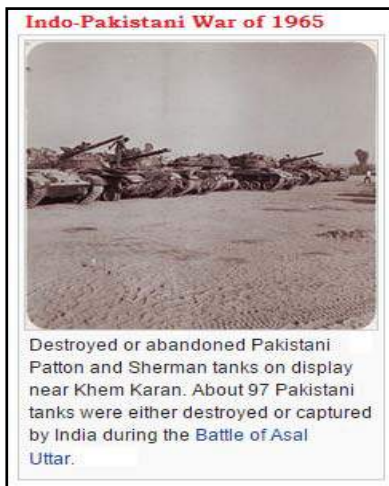 Indo-Pakistani War of 1965
Destroyed or abandoned Pakistani
Patton and Sherman tanks on display
near Khem Karan. About 97 Pakistani
tanks were either destroyed or captured
by India during the Battle of Asal
Uttar.